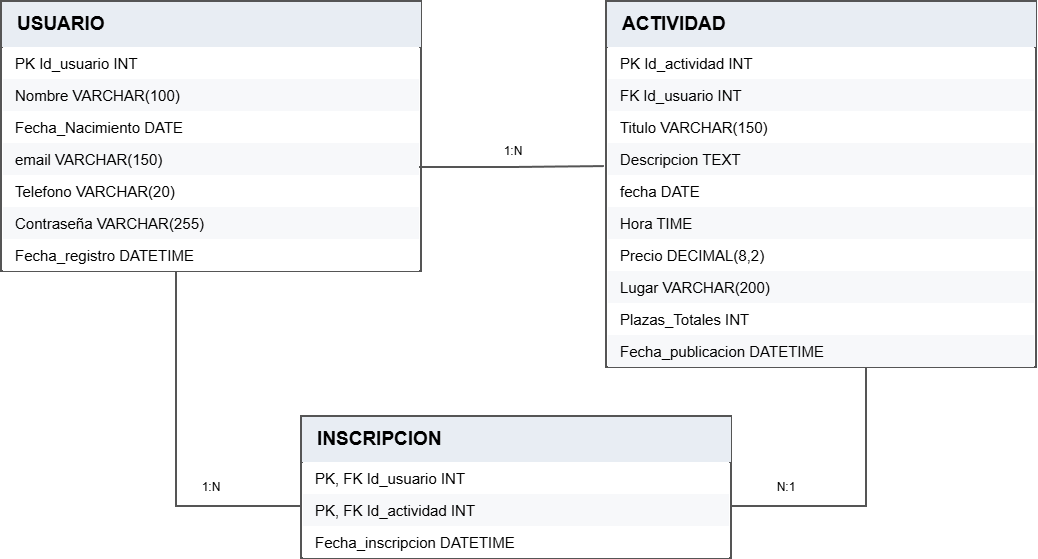 USUARIO
PK Id_usuario INT
Nombre VARCHAR(100)
Fecha_Nacimiento DATE
email VARCHAR(150)
Telefono VARCHAR(20)
Contraseña VARCHAR(255)
Fecha_registro DATETIME
1:N
ACTIVIDAD
PK Id_actividad INT
FK Id_usuario INT
Titulo VARCHAR(150)
Descripcion TEXT
fecha DATE
Hora TIME
Precio DECIMAL(8,2)
Lugar VARCHAR(200)
Plazas_Totales INT
Fecha_publicacion DATETIME
1:N
INSCRIPCION
PK, FK Id_usuario INT
PK, FK Id_actividad INT
Fecha_inscripcion DATETIME
N:1